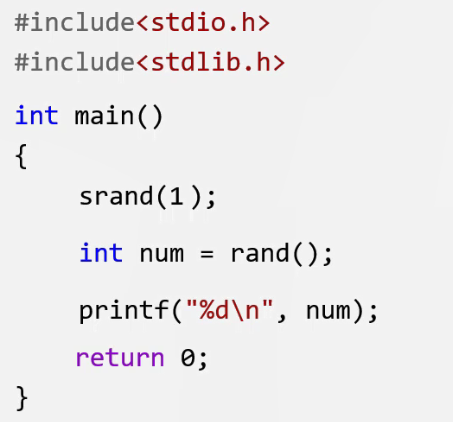 #include<stdio.h>
#include<stdlib.h>
int main()
{
srand(1);
int num = rand();
printf("%d\n", num);
return 0;
}